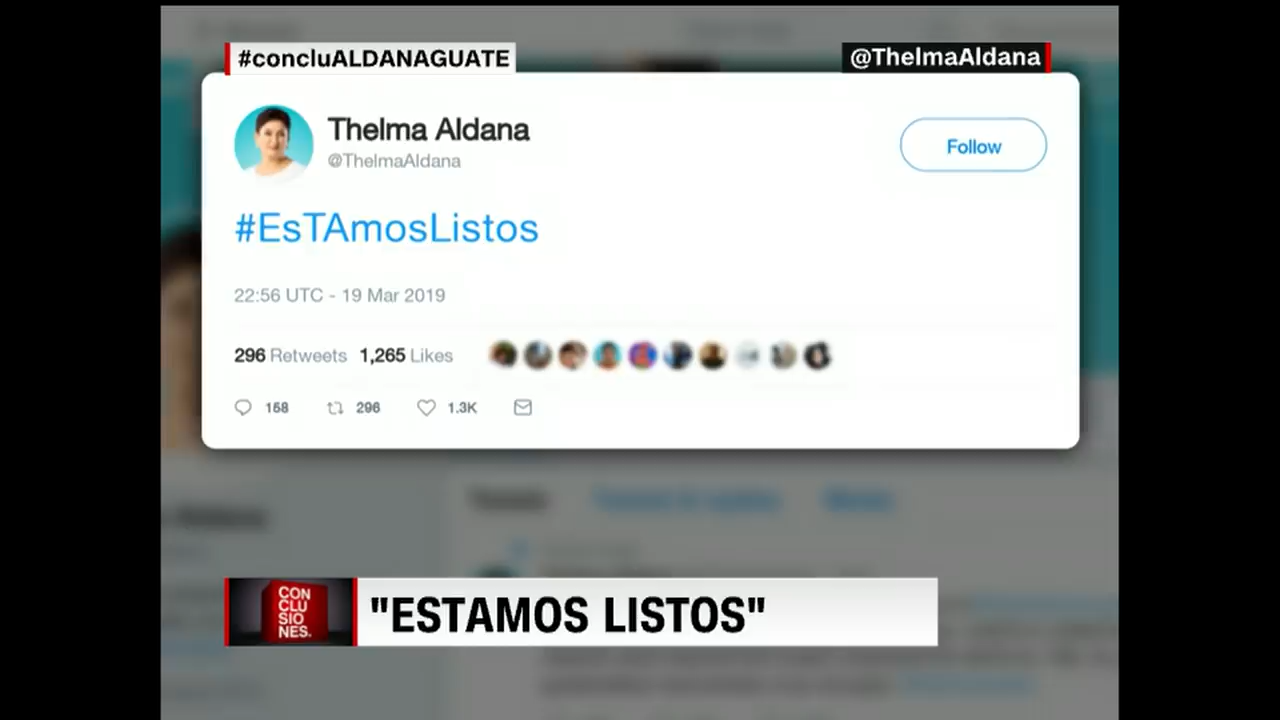 #concluALDANAGUATE
@ThelmaAldana
Thelma Aldana
@ThelmaAldana
Follow
#EsTAmosListos
22:56 UTC - 19 Mar 2019
296 Retweets 1,265 Likes
168 296 1.3K
CON
CLU
SIO
NES.
"ESTAMOS LISTOS"